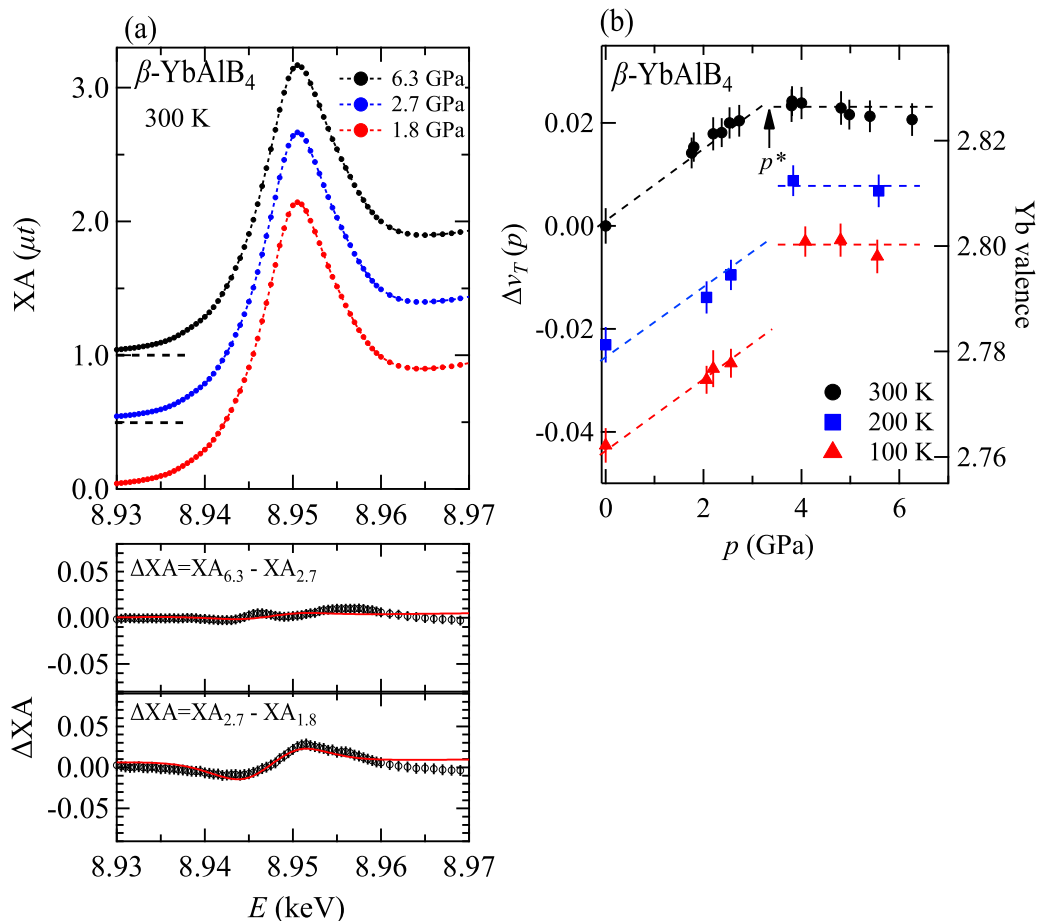 (a)
β-YbAlB₄
300 K
6.3 GPa
2.7 GPa
1.8 GPa
XA (μt)
3.0
2.0
1.0
0.0
8.93 8.94 8.95 8.96 8.97
ΔXA=XA₆.₃ - XA₂.₇
0.05
0.00
-0.05
ΔXA=XA₂.₇ - XA₁.₈
0.05
0.00
-0.05
ΔXA
8.93 8.94 8.95 8.96 8.97
E (keV)
(b)
β-YbAlB₄
p*
300 K
200 K
100 K
Δν_T (p)
0.02
0.00
-0.02
-0.04
2.82
2.80
2.78
2.76
Yb valence
0 2 4 6
p (GPa)